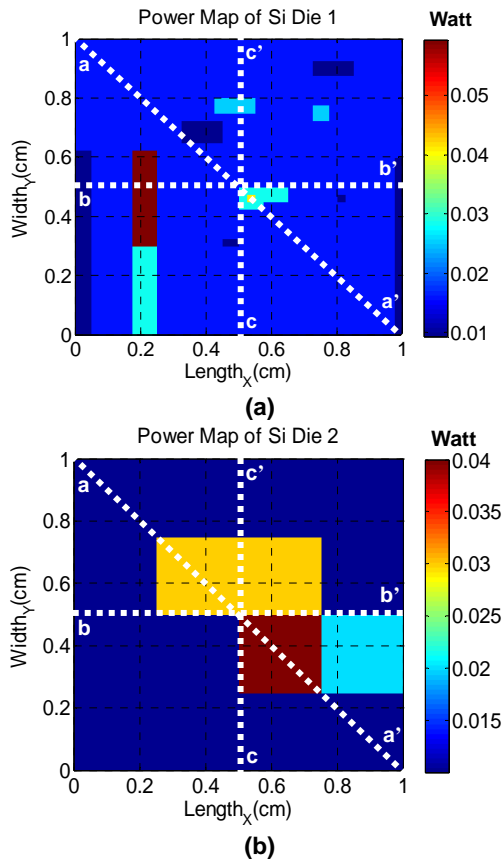 Power Map of Si Die 1
Watt
1
0.8
0.6
0.4
0.2
0
0
0.2
0.4
0.6
0.8
1
Width_Y(cm)
Length_X(cm)
a
a'
b
b'
c
c'
0.05
0.04
0.03
0.02
0.01
(a)
Power Map of Si Die 2
Watt
1
0.8
0.6
0.4
0.2
0
0
0.2
0.4
0.6
0.8
1
Width_Y(cm)
Length_X(cm)
a
a'
b
b'
c
c'
0.04
0.035
0.03
0.025
0.02
0.015
(b)